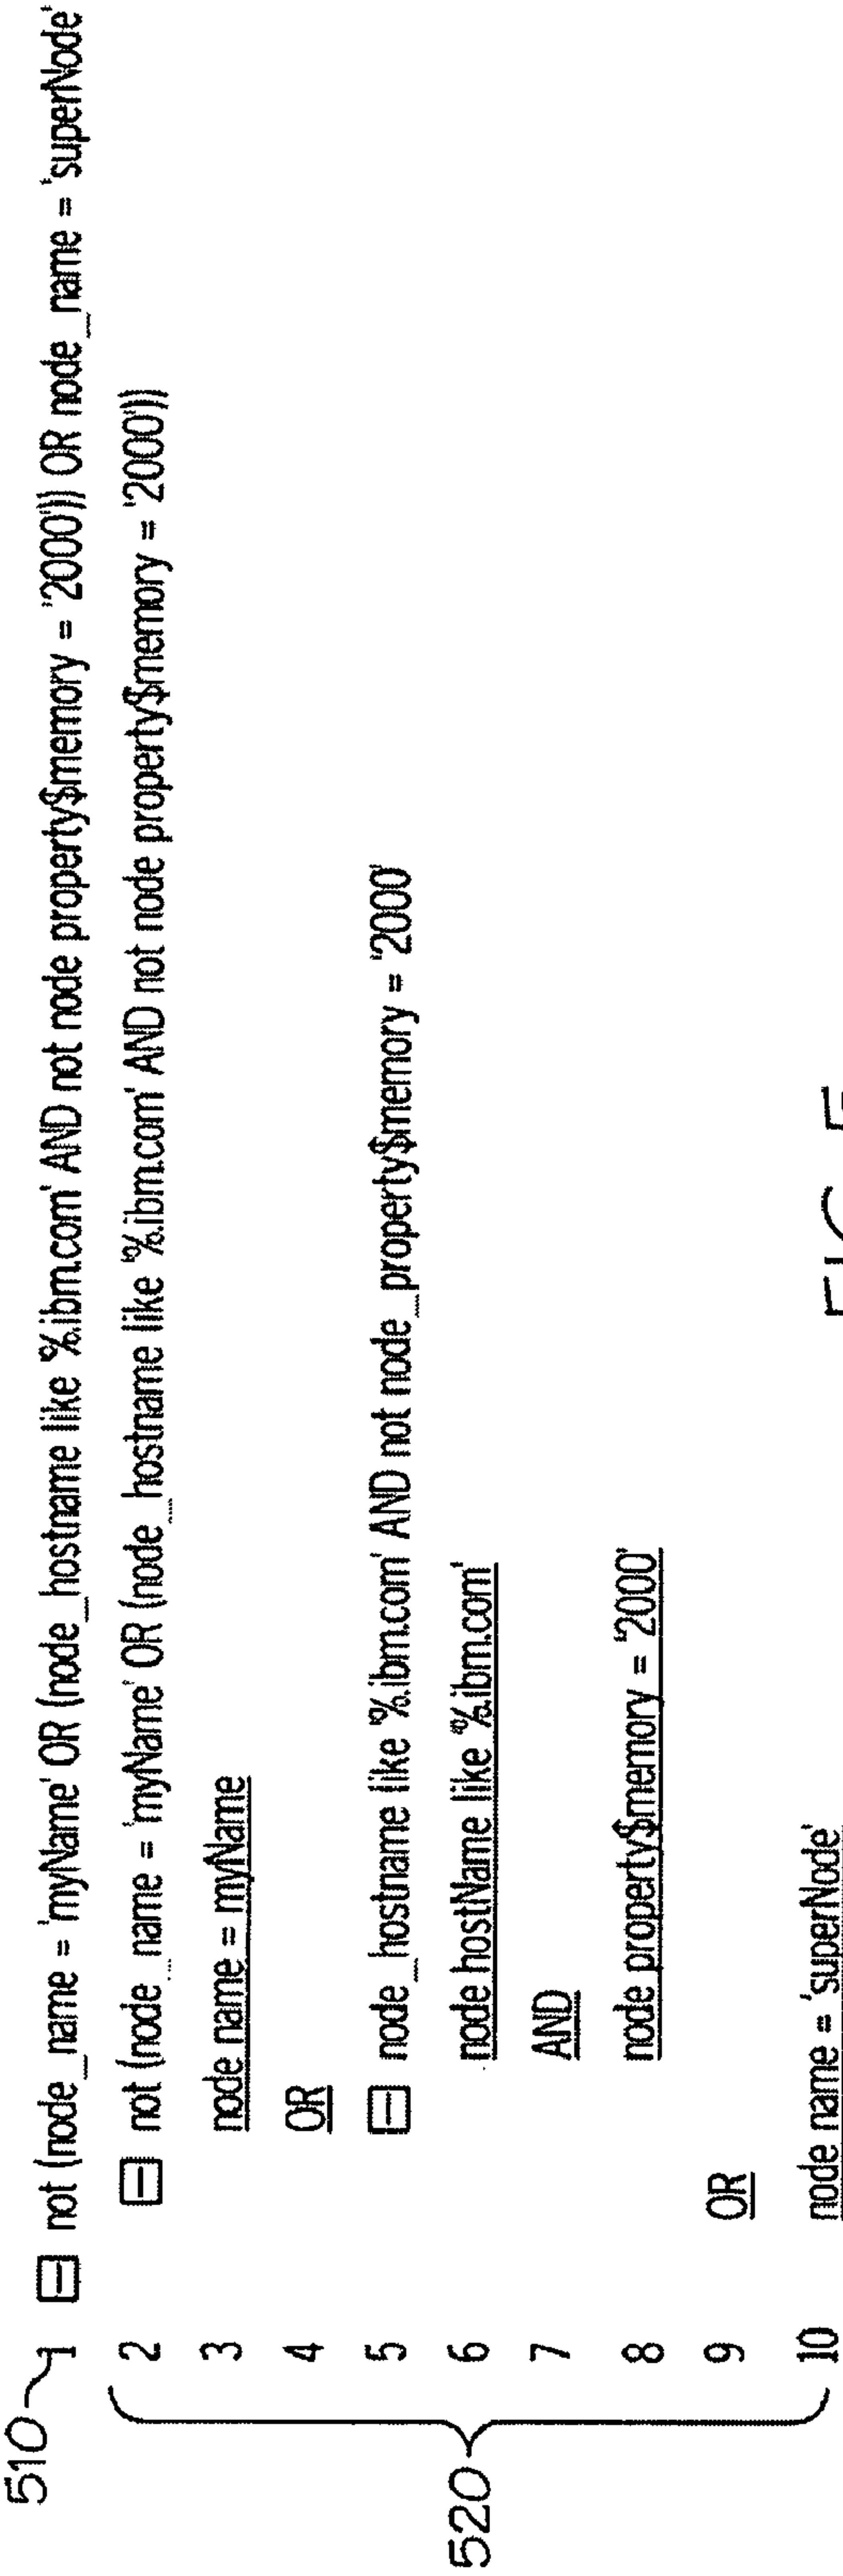 510
1 not (node_name = 'myName' OR (node_hostname like '%.ibm.com' AND not node property$memory = '2000')) OR node_name = 'superNode'
2 not (node_name = 'myName' OR (node_hostname like '%.ibm.com' AND not node property$memory = '2000'))
3 node name = myName
4 OR
5 node_hostname like '%.ibm.com' AND not node_property$memory = '2000'
6 node hostName like '%.ibm.com'
7 AND
8 node property$memory = '2000'
9 OR
10 node name = 'superNode'
520